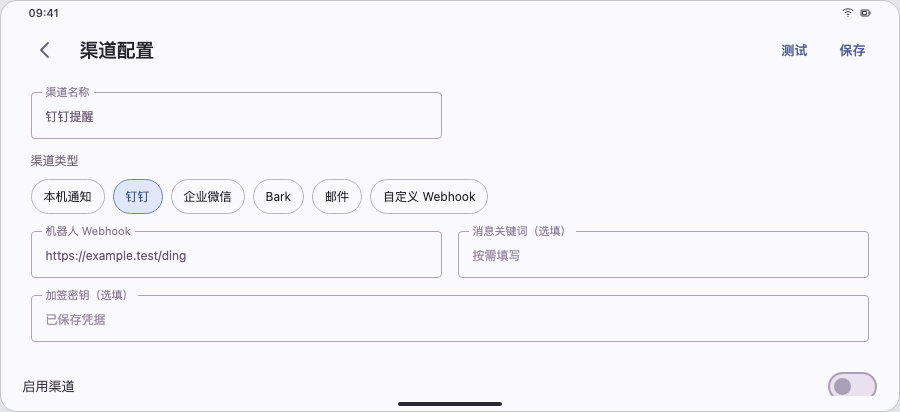 09:41
渠道配置
测试 保存
渠道名称
钉钉提醒
渠道类型
本机通知 钉钉 企业微信 Bark 邮件 自定义 Webhook
机器人 Webhook
https://example.test/ding
消息关键词（选填）
按需填写
加签密钥（选填）
已保存凭据
启用渠道